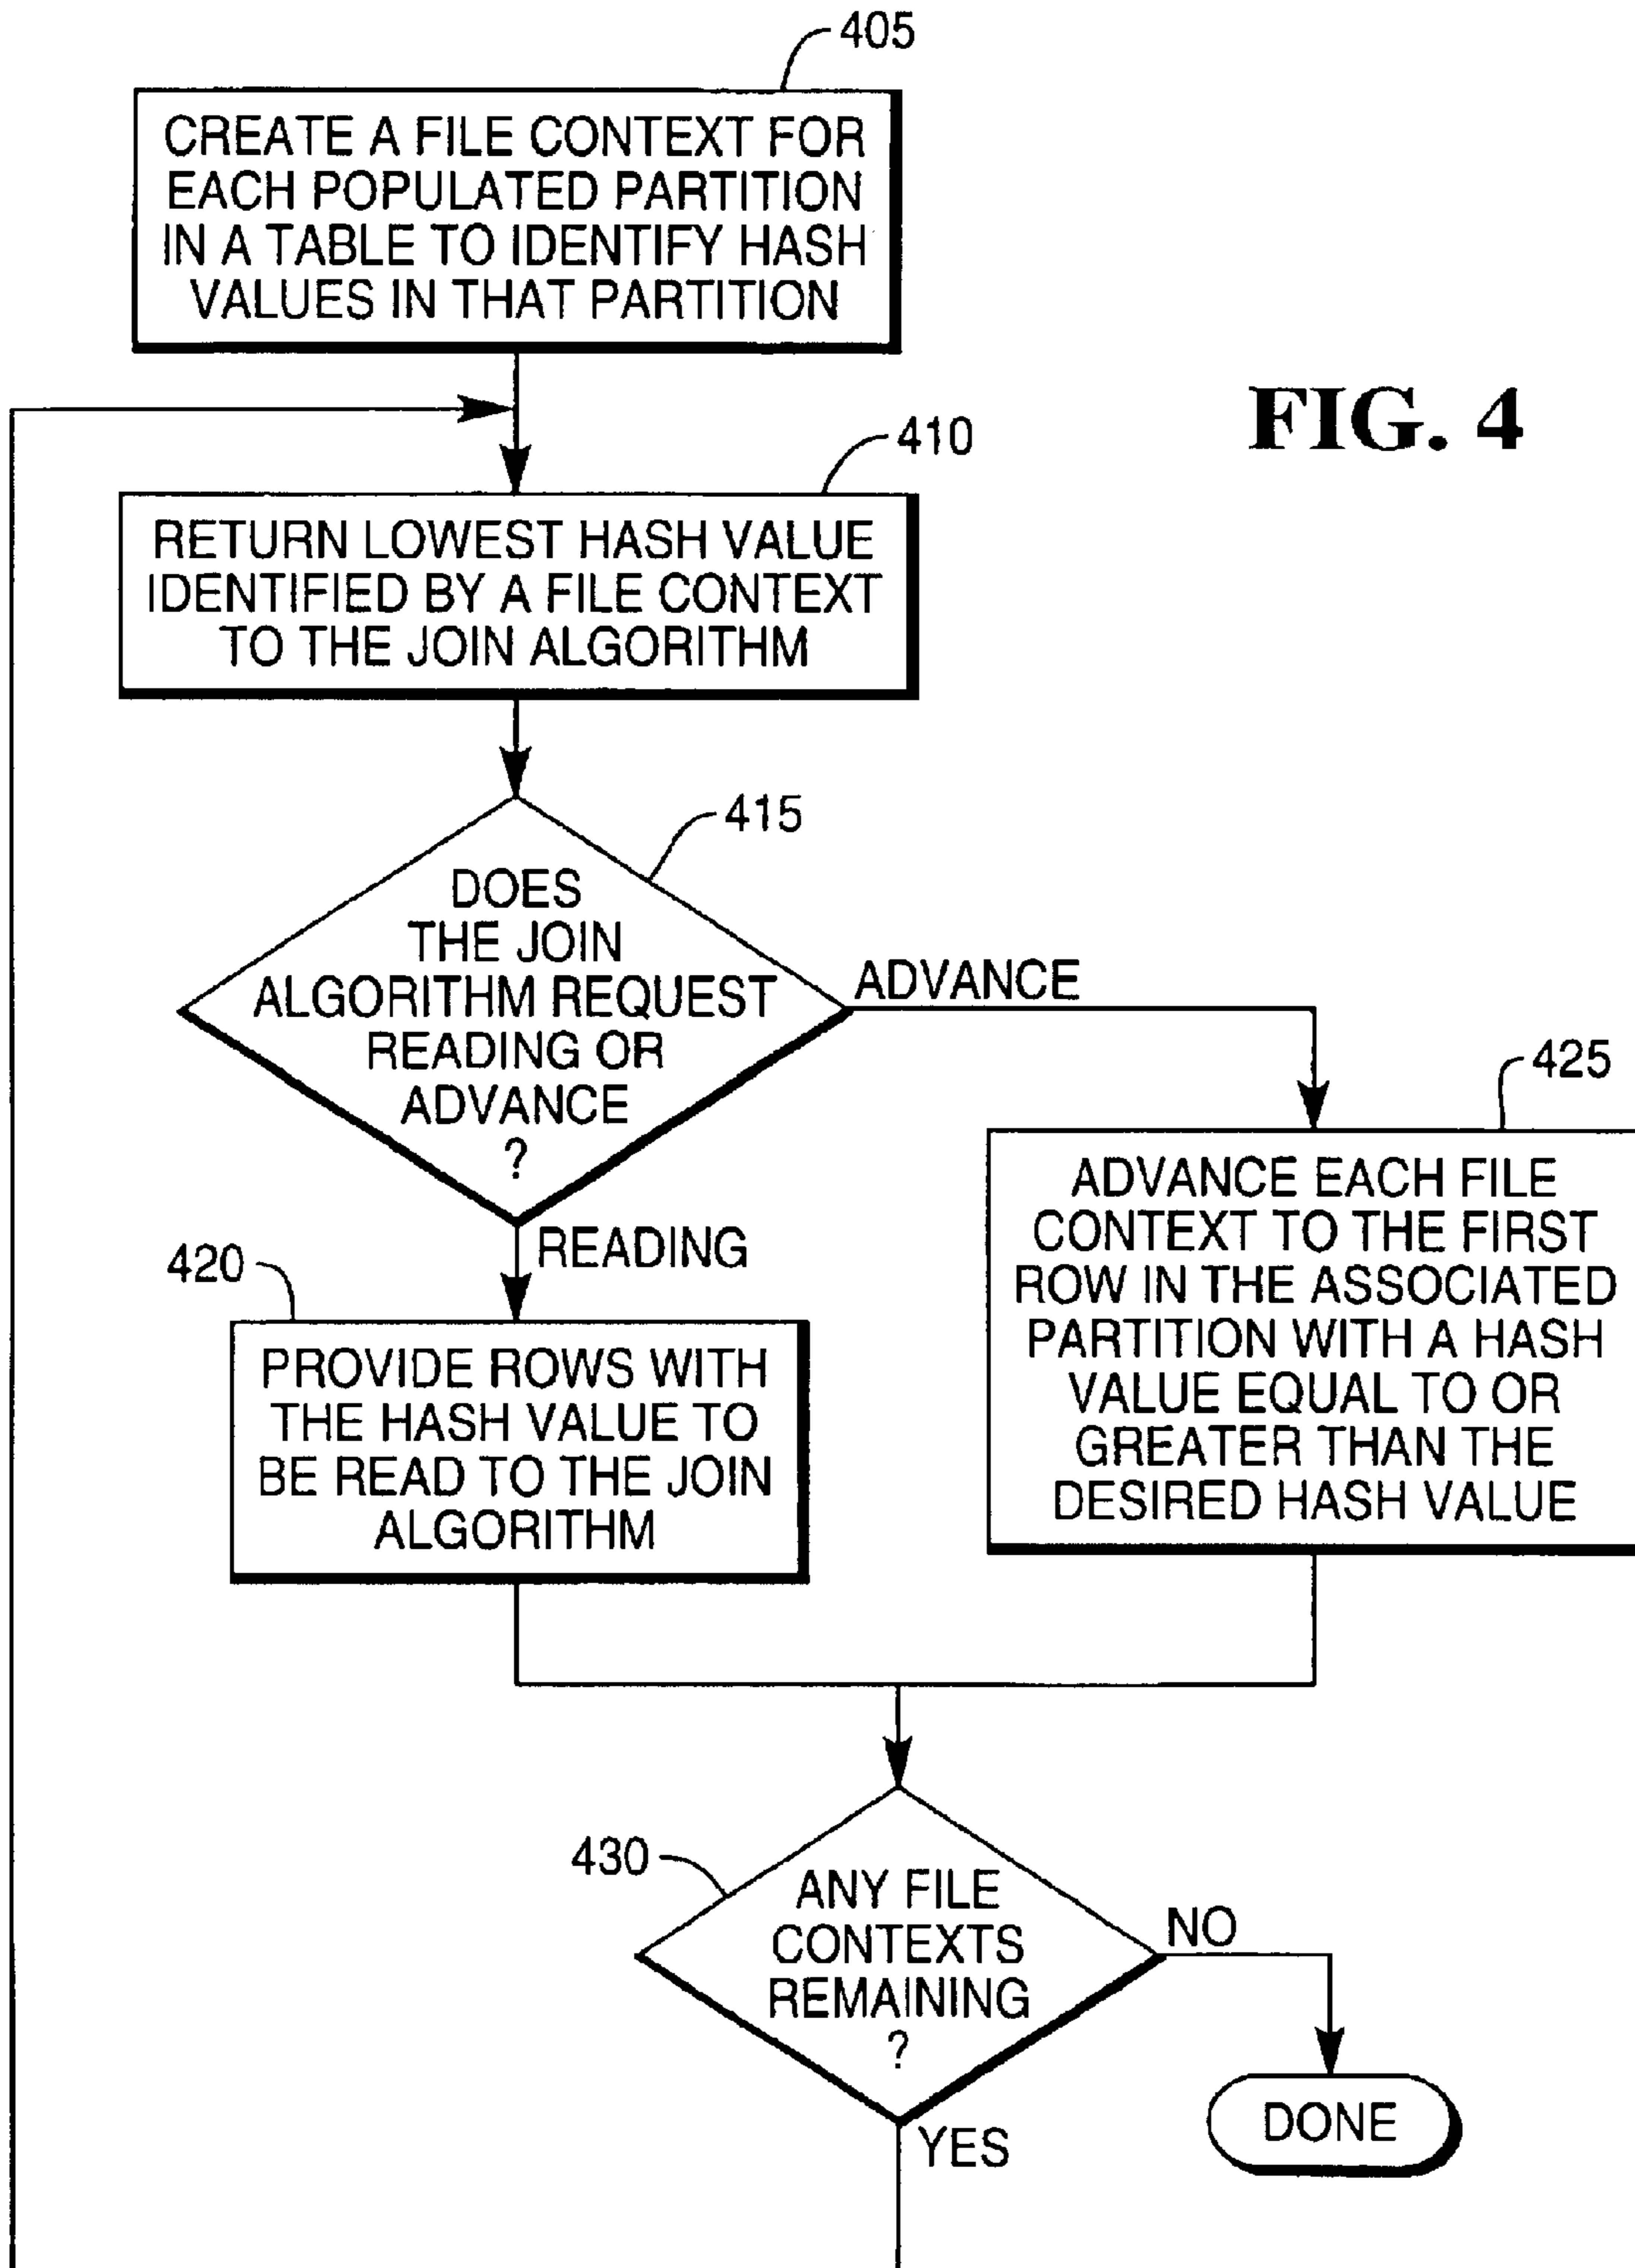 405
CREATE A FILE CONTEXT FOR
EACH POPULATED PARTITION
IN A TABLE TO IDENTIFY HASH
VALUES IN THAT PARTITION
FIG. 4
410
RETURN LOWEST HASH VALUE
IDENTIFIED BY A FILE CONTEXT
TO THE JOIN ALGORITHM
415
DOES
THE JOIN
ALGORITHM REQUEST
READING OR
ADVANCE
?
ADVANCE
READING
420
PROVIDE ROWS WITH
THE HASH VALUE TO
BE READ TO THE JOIN
ALGORITHM
425
ADVANCE EACH FILE
CONTEXT TO THE FIRST
ROW IN THE ASSOCIATED
PARTITION WITH A HASH
VALUE EQUAL TO OR
GREATER THAN THE
DESIRED HASH VALUE
430
ANY FILE
CONTEXTS
REMAINING
?
NO
YES
DONE